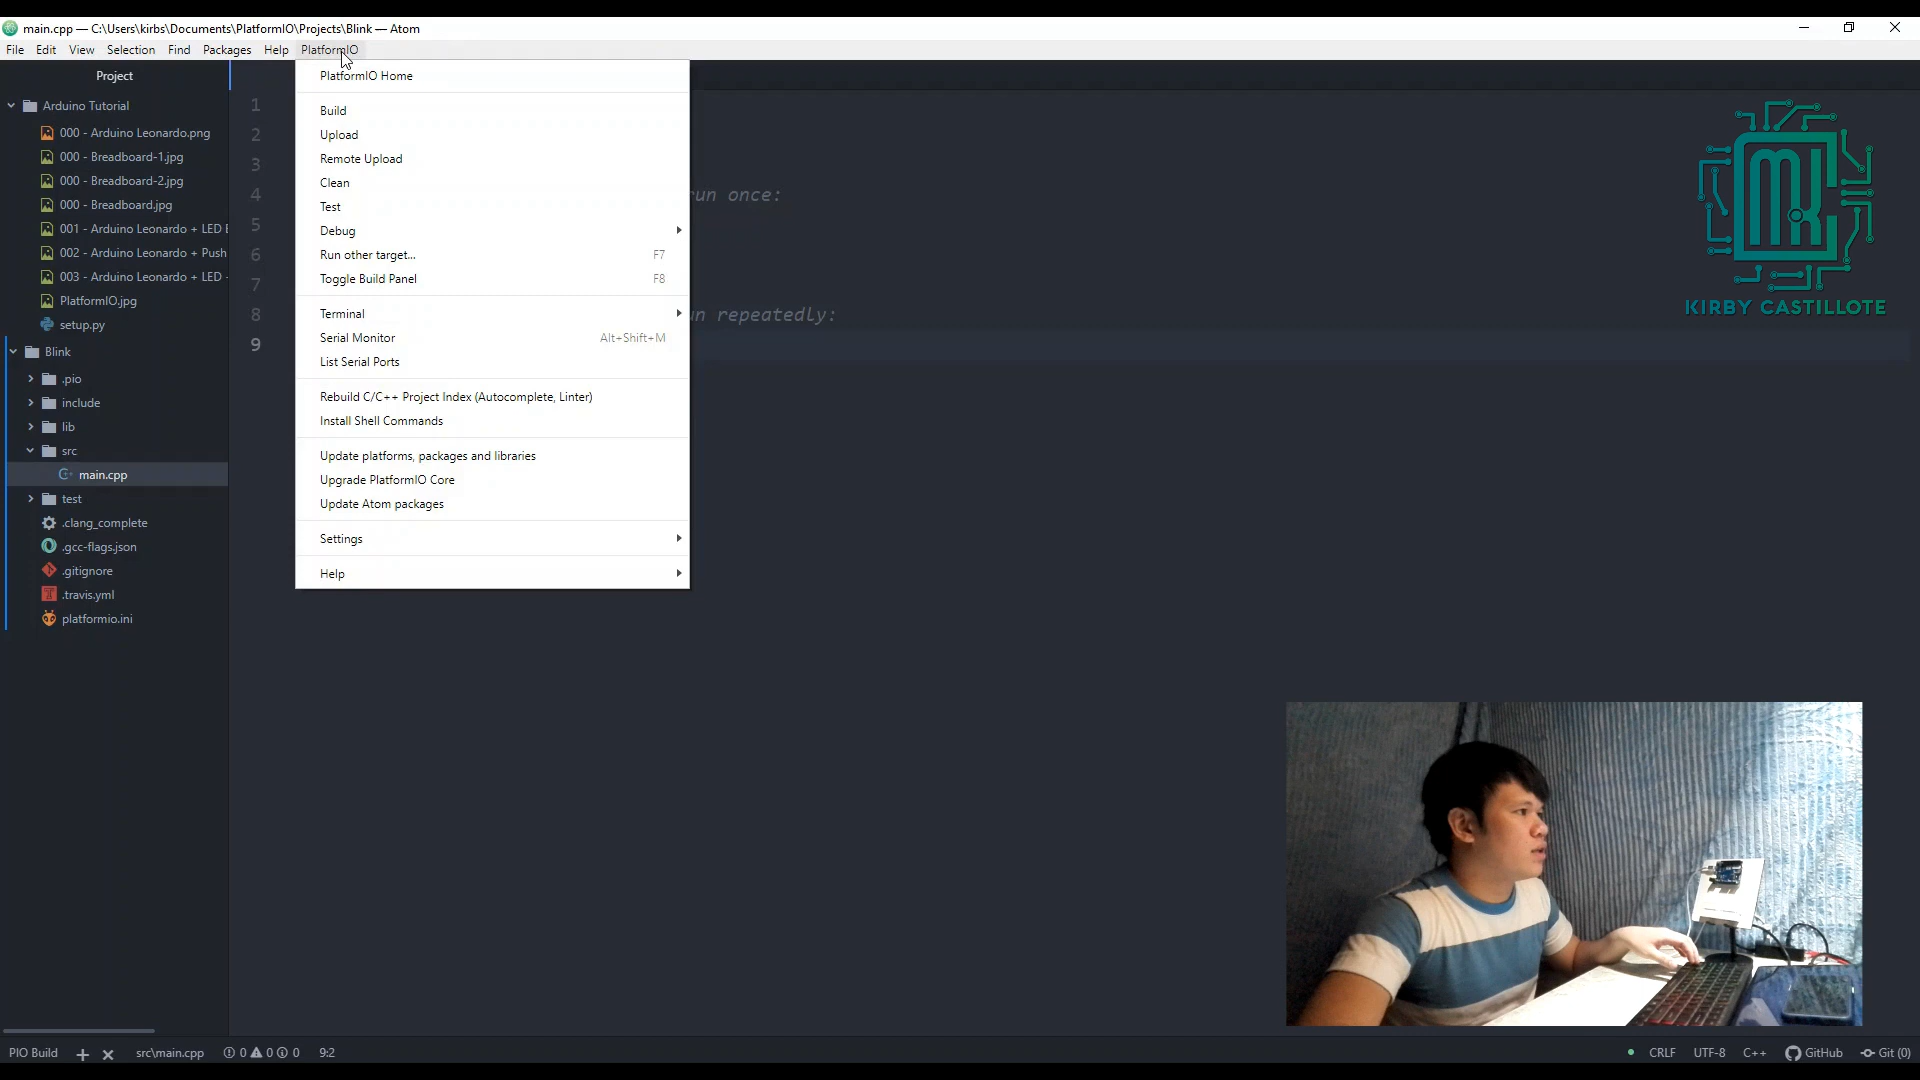 main.cpp — C:\Users\kirbs\Documents\PlatformIO\Projects\Blink — Atom
File Edit View Selection Find Packages Help PlatformIO
Project
Arduino Tutorial
000 - Arduino Leonardo.png
000 - Breadboard-1.jpg
000 - Breadboard-2.jpg
000 - Breadboard.jpg
001 - Arduino Leonardo + LED
002 - Arduino Leonardo + Push
003 - Arduino Leonardo + LED -
PlatformIO.jpg
setup.py
Blink
.pio
include
lib
src
main.cpp
test
.clang_complete
.gcc-flags.json
.gitignore
.travis.yml
platformio.ini
PlatformIO Home
Build
Upload
Remote Upload
Clean
Test
Debug
Run other target... F7
Toggle Build Panel F8
Terminal
Serial Monitor Alt+Shift+M
List Serial Ports
Rebuild C/C++ Project Index (Autocomplete, Linter)
Install Shell Commands
Update platforms, packages and libraries
Upgrade PlatformIO Core
Update Atom packages
Settings
Help
1
2
3
4 run once:
5
6
7
8 repeatedly:
9
KIRBY CASTILLOTE
PIO Build + × src\main.cpp 0 0 0 9:2 CRLF UTF-8 C++ GitHub Git (0)